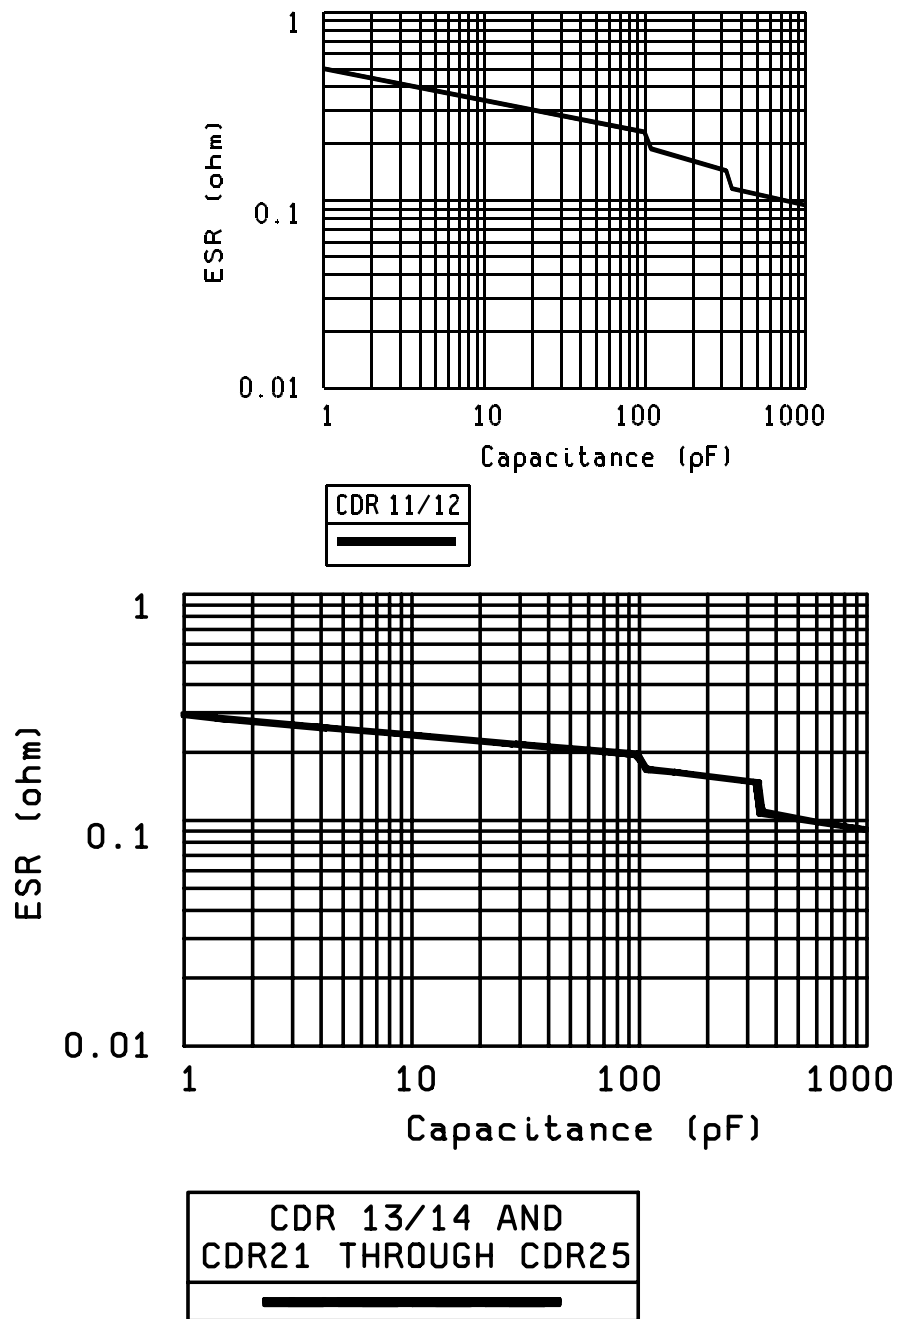 1
0.1
0.01
ESR (ohm)
1 10 100 1000
Capacitance (pF)
CDR 11/12
1
0.1
0.01
ESR (ohm)
1 10 100 1000
Capacitance (pF)
CDR 13/14 AND
CDR21 THROUGH CDR25